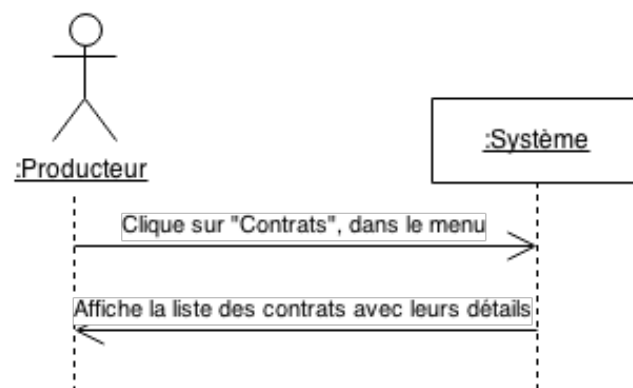 :Système
:Producteur
Clique sur "Contrats", dans le menu
Affiche la liste des contrats avec leurs détails